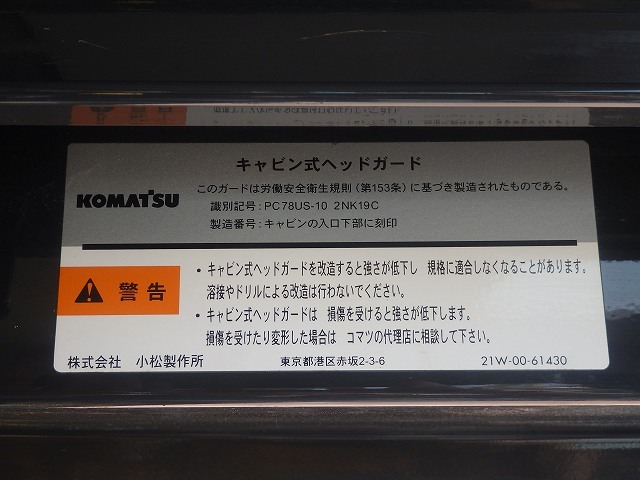 キャビン式ヘッドガード
KOMATSU
このガードは労働安全衛生規則(第153条)に基づき製造されたものである。
識別記号:PC78US-10 2NK19C
製造番号:キャビンの入口下部に刻印
警告
・キャビン式ヘッドガードを改造すると強さが低下し 規格に適合しなくなることがあります。
溶接やドリルによる改造は行わないでください。
・キャビン式ヘッドガードは 損傷を受けると強さが低下します。
損傷を受けたり変形した場合は コマツの代理店に相談して下さい。
株式会社 小松製作所
東京都港区赤坂2-3-6
21W-00-61430